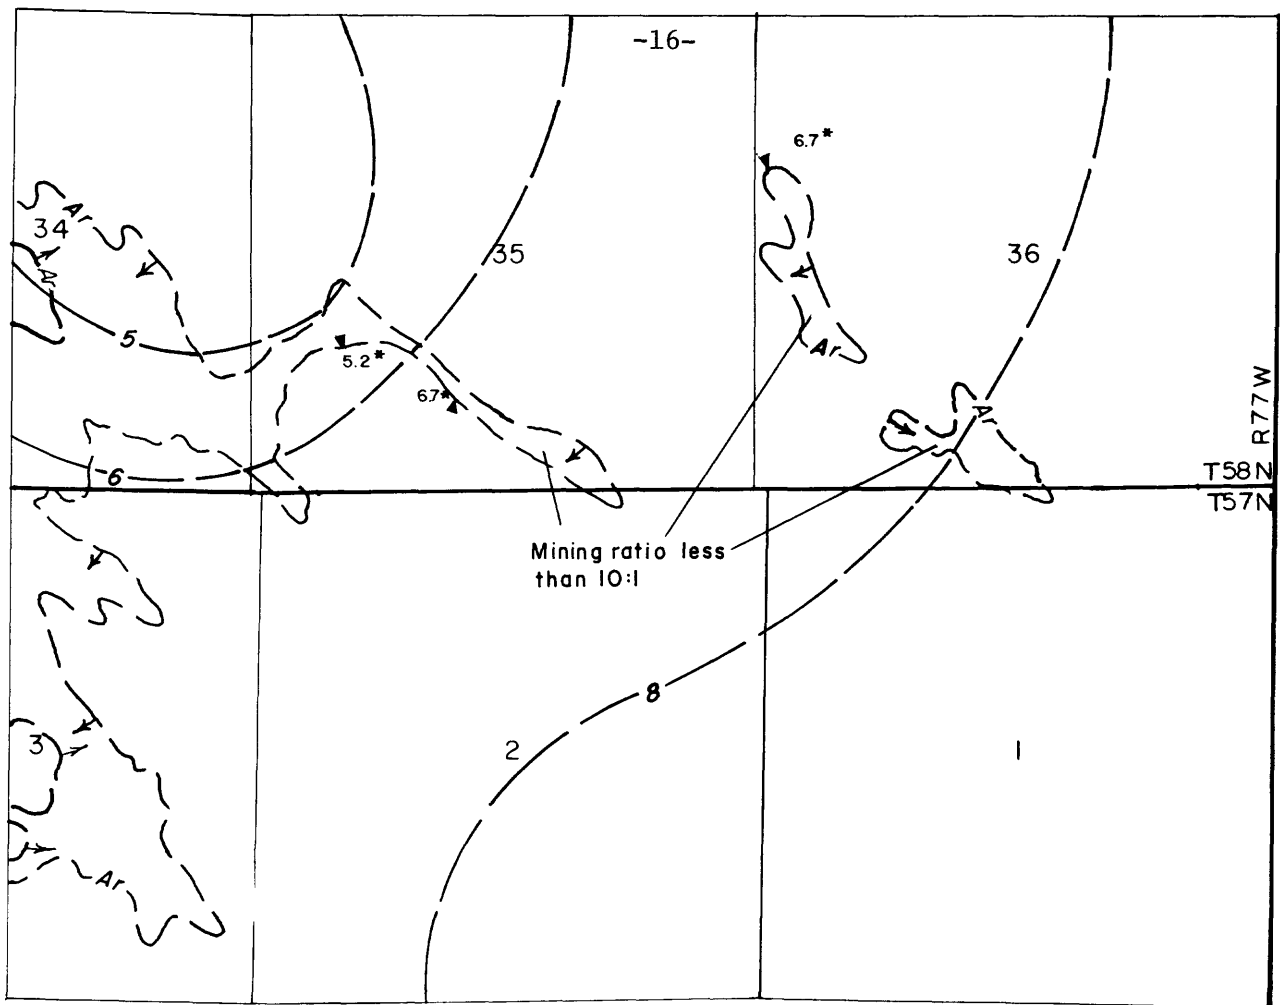 -16-
6.7*
34
Ar
35
36
Ar
5
5.2*
Ar
6.7*
Ar
R77W
6
T58N
T57N
Mining ratio less
than 10:1
8
3
2
1
Ar